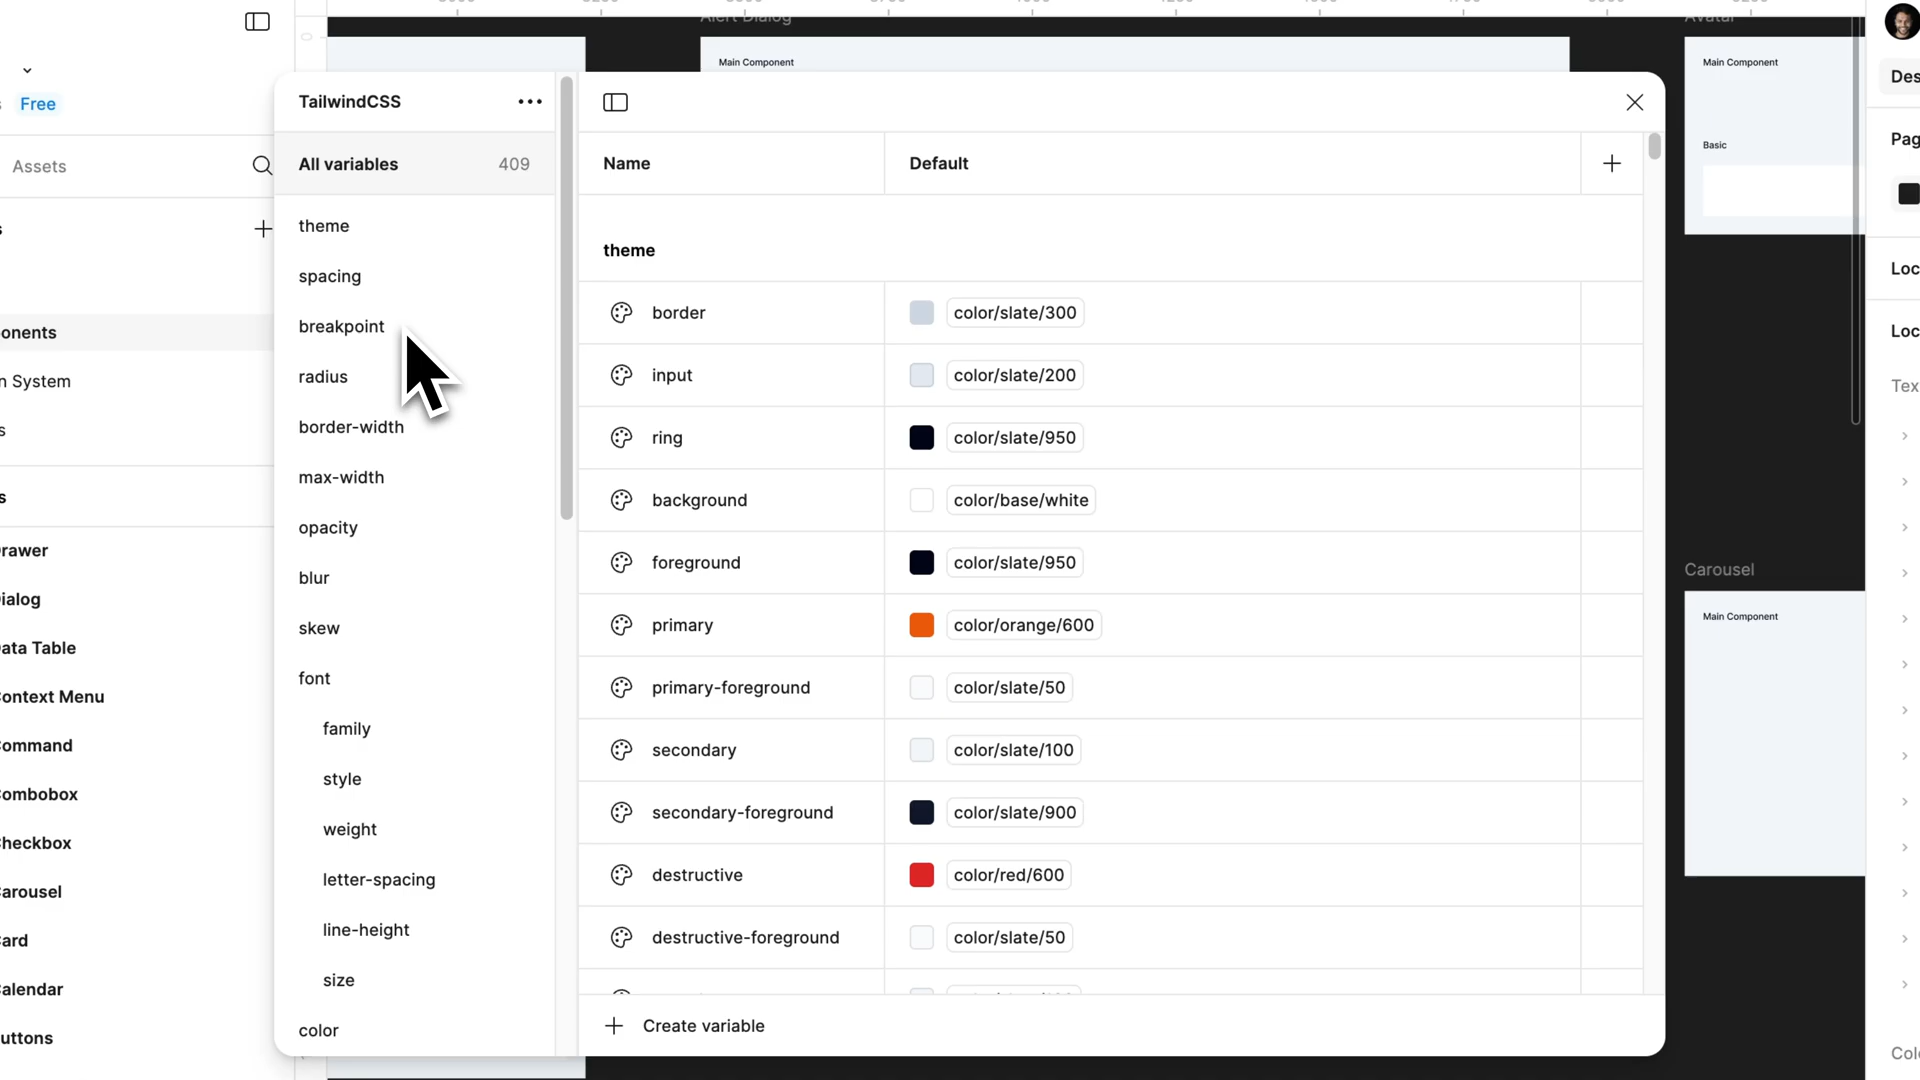 Free
Assets
onents
n System
s
s
rawer
ialog
ata Table
ontext Menu
ommand
ombobox
heckbox
arousel
ard
alendar
uttons
TailwindCSS
All variables 409
theme
spacing
breakpoint
radius
border-width
max-width
opacity
blur
skew
font
family
style
weight
letter-spacing
line-height
size
color
Alert Dialog
Main Component
Name Default
theme
border color/slate/300
input color/slate/200
ring color/slate/950
background color/base/white
foreground color/slate/950
primary color/orange/600
primary-foreground color/slate/50
secondary color/slate/100
secondary-foreground color/slate/900
destructive color/red/600
destructive-foreground color/slate/50
Create variable
Avatar
Main Component
Basic
Carousel
Main Component
Des
Pag
Loc
Loc
Tex
Colo